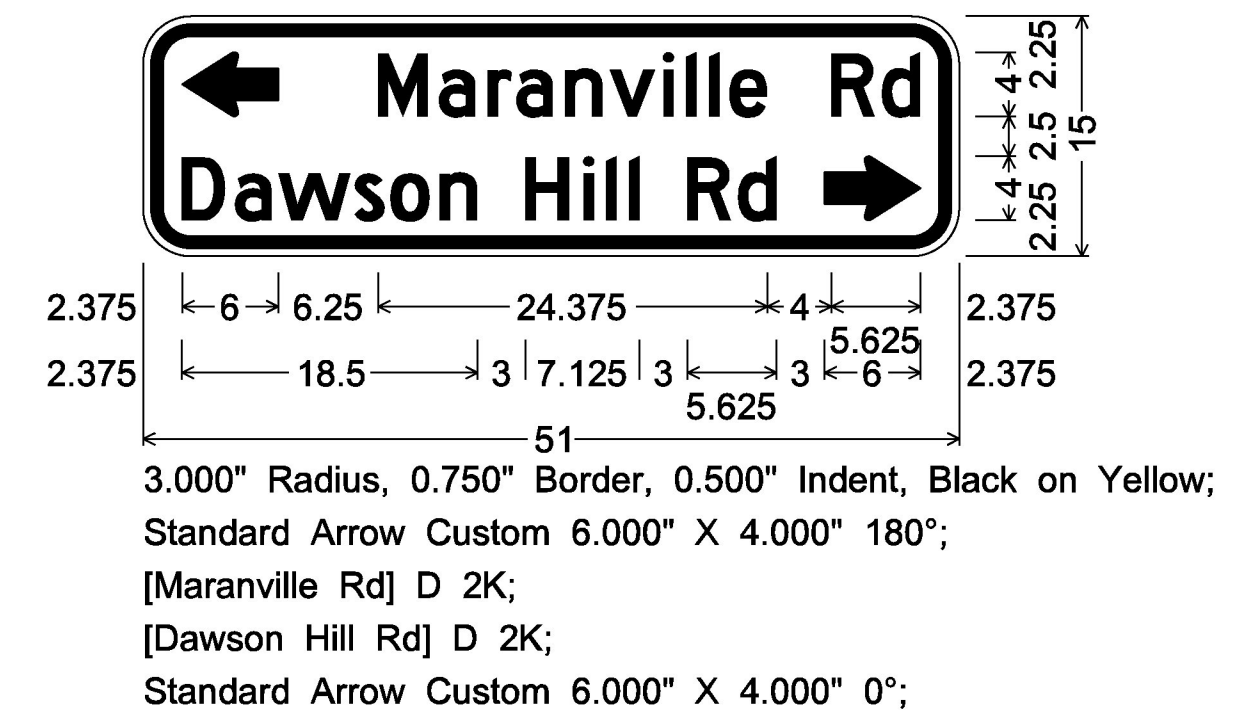 Maranville Rd
Dawson Hill Rd
2.25
4
2.5
15
4
2.25
2.375 6 6.25 24.375 4 2.375
5.625
2.375 18.5 3 7.125 3 3 6 2.375
5.625
51
3.000" Radius, 0.750" Border, 0.500" Indent, Black on Yellow;
Standard Arrow Custom 6.000" X 4.000" 180°;
[Maranville Rd] D 2K;
[Dawson Hill Rd] D 2K;
Standard Arrow Custom 6.000" X 4.000" 0°;